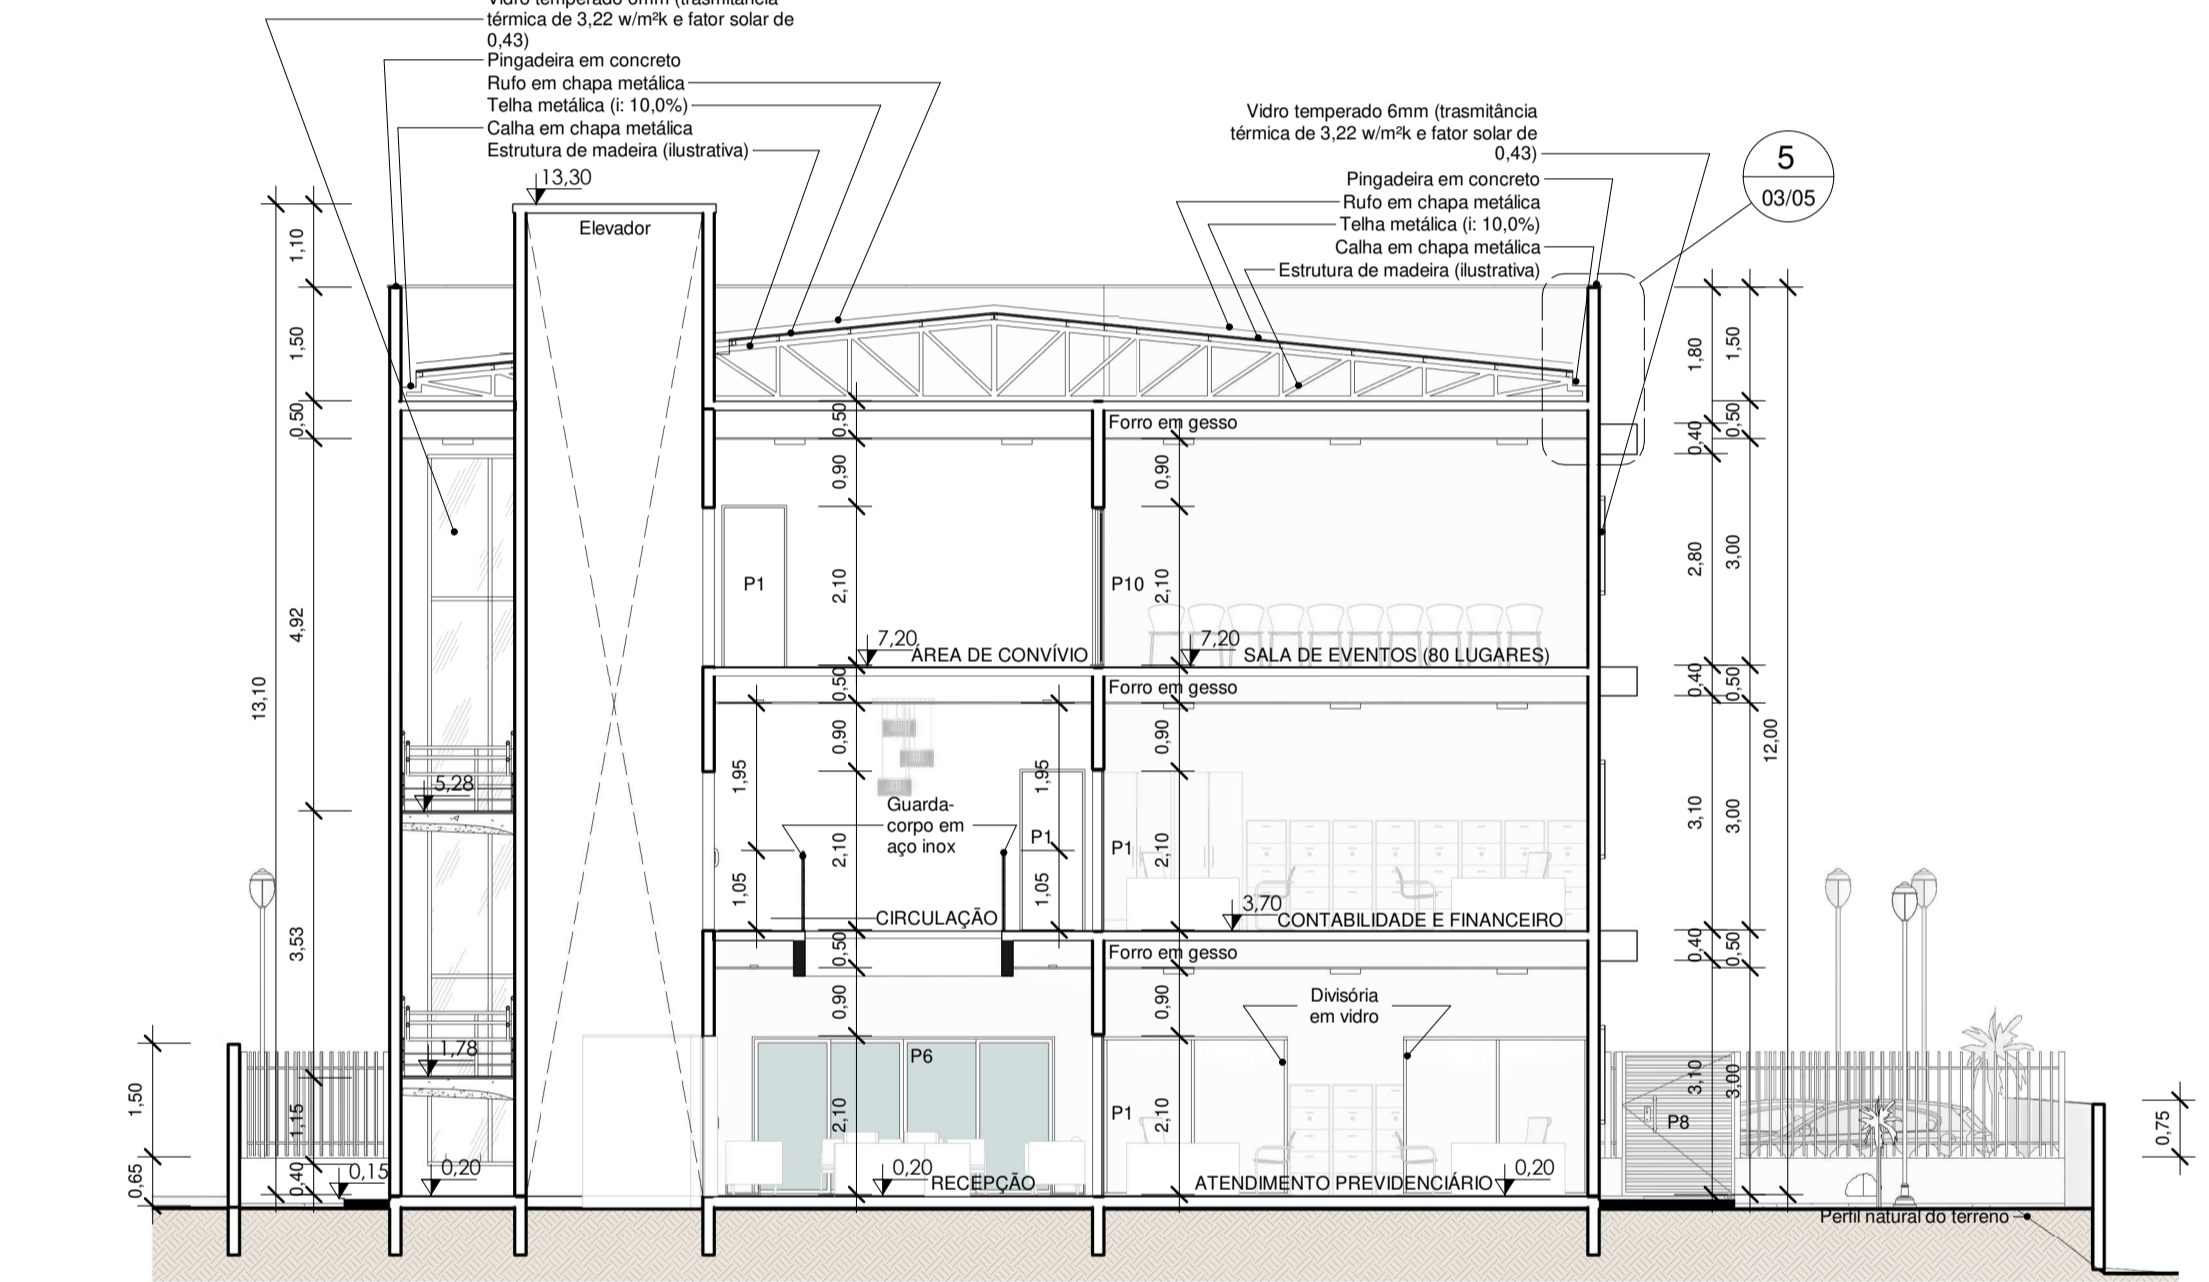 Vidro temperado 6mm (trasmitância
térmica de 3,22 w/m²k e fator solar de
0,43)
Pingadeira em concreto
Rufo em chapa metálica
Telha metálica (i: 10,0%)
Calha em chapa metálica
Estrutura de madeira (ilustrativa)
Vidro temperado 6mm (trasmitância
térmica de 3,22 w/m²k e fator solar de
0,43)
Pingadeira em concreto
Rufo em chapa metálica
Telha metálica (i: 10,0%)
Calha em chapa metálica
Estrutura de madeira (ilustrativa)
5
03/05
13,30
Elevador
1,10
1,50
0,50
4,92
13,10
3,53
1,15
0,40
1,50
0,65
5,28
1,78
0,15
0,20
0,50
0,90
2,10
P1
7,20
ÁREA DE CONVÍVIO
Forro em gesso
0,90
P10
2,10
7,20
SALA DE EVENTOS (80 LUGARES)
0,50
0,90
2,10
1,95
1,05
Guarda-
corpo em
aço inox
1,95
P1
1,05
CIRCULAÇÃO
Forro em gesso
0,90
P1
2,10
3,70
CONTABILIDADE E FINANCEIRO
0,50
0,90
P6
2,10
0,20
RECEPÇÃO
Forro em gesso
0,90
Divisória
em vidro
P1
2,10
ATENDIMENTO PREVIDENCIÁRIO
0,20
1,80
1,50
0,40
0,50
2,80
3,00
0,40
0,50
12,00
3,10
3,00
0,40
0,50
3,10
3,00
P8
0,75
Perfil natural do terreno